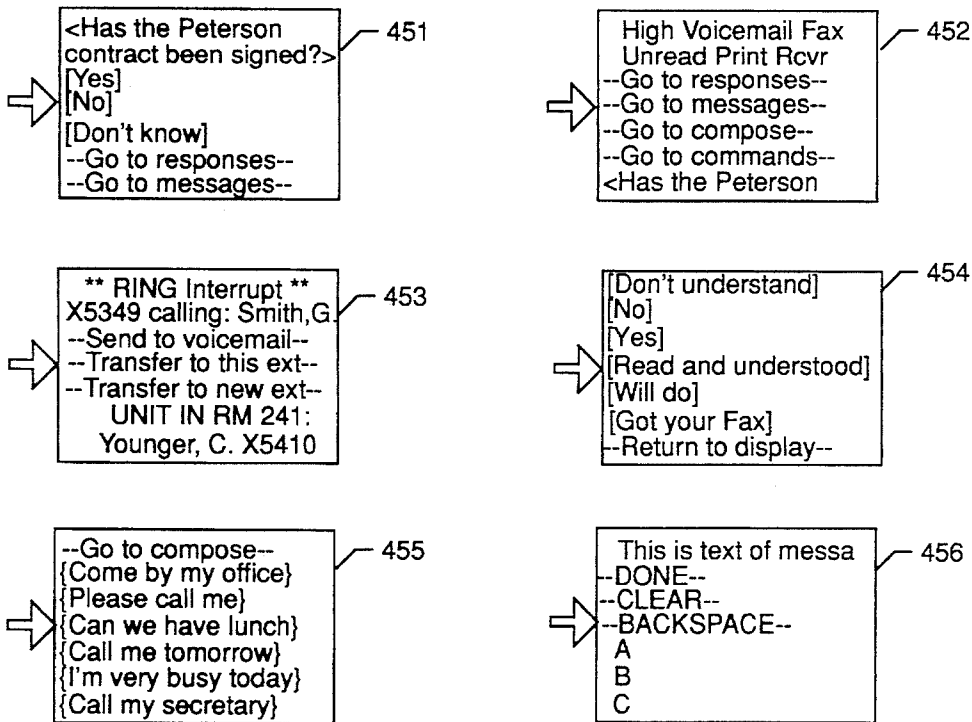 <Has the Peterson
contract been signed?>
[Yes]
[No]
[Don't know]
--Go to responses--
--Go to messages--
451
High Voicemail Fax
Unread Print Rcvr
--Go to responses--
--Go to messages--
--Go to compose--
--Go to commands--
<Has the Peterson
452
** RING Interrupt **
X5349 calling: Smith,G.
--Send to voicemail--
--Transfer to this ext--
--Transfer to new ext--
UNIT IN RM 241:
Younger, C. X5410
453
[Don't understand]
[No]
[Yes]
[Read and understood]
[Will do]
[Got your Fax]
--Return to display--
454
--Go to compose--
{Come by my office}
{Please call me}
{Can we have lunch}
{Call me tomorrow}
{I'm very busy today}
{Call my secretary}
455
This is text of messa
--DONE--
--CLEAR--
--BACKSPACE--
A
B
C
456